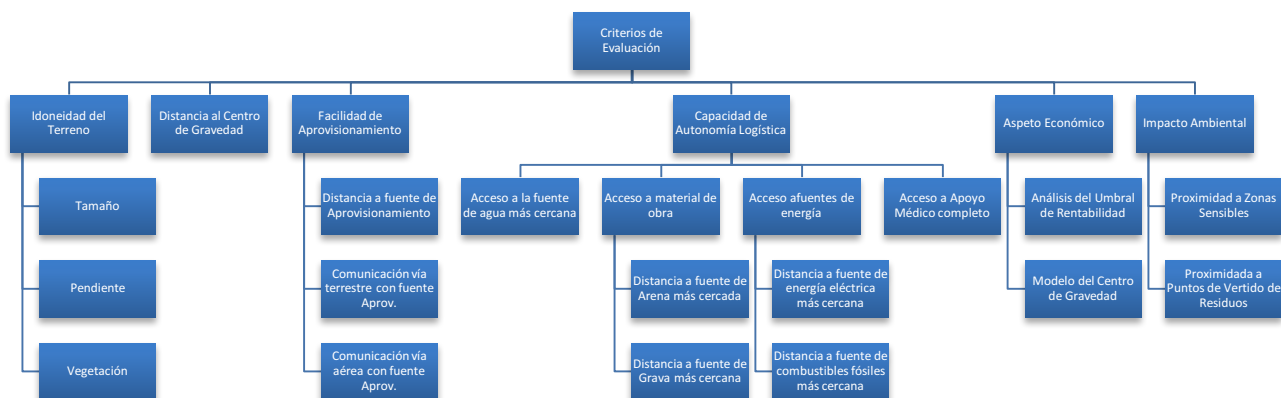 Criterios de
Evaluación
Idoneidad del
Terreno
Distancia al Centro
de Gravedad
Facilidad de
Aprovisionamiento
Capacidad de
Autonomía Logística
Aspeto Económico
Impacto Ambiental
Tamaño
Pendiente
Vegetación
Distancia a fuente de
Aprovisionamiento
Comunicación vía
terrestre con fuente
Aprov.
Comunicación vía
aérea con fuente
Aprov.
Acceso a la fuente
de agua más cercana
Acceso a material de
obra
Distancia a fuente de
Arena más cercada
Distancia a fuente de
Grava más cercana
Acceso afuentes de
energía
Distancia a fuente de
energía eléctrica
más cercana
Distancia a fuente de
combustibles fósiles
más cercana
Acceso a Apoyo
Médico completo
Análisis del Umbral
de Rentabilidad
Modelo del Centro
de Gravedad
Proximidad a Zonas
Sensibles
Proximidada a
Puntos de Vertido de
Residuos